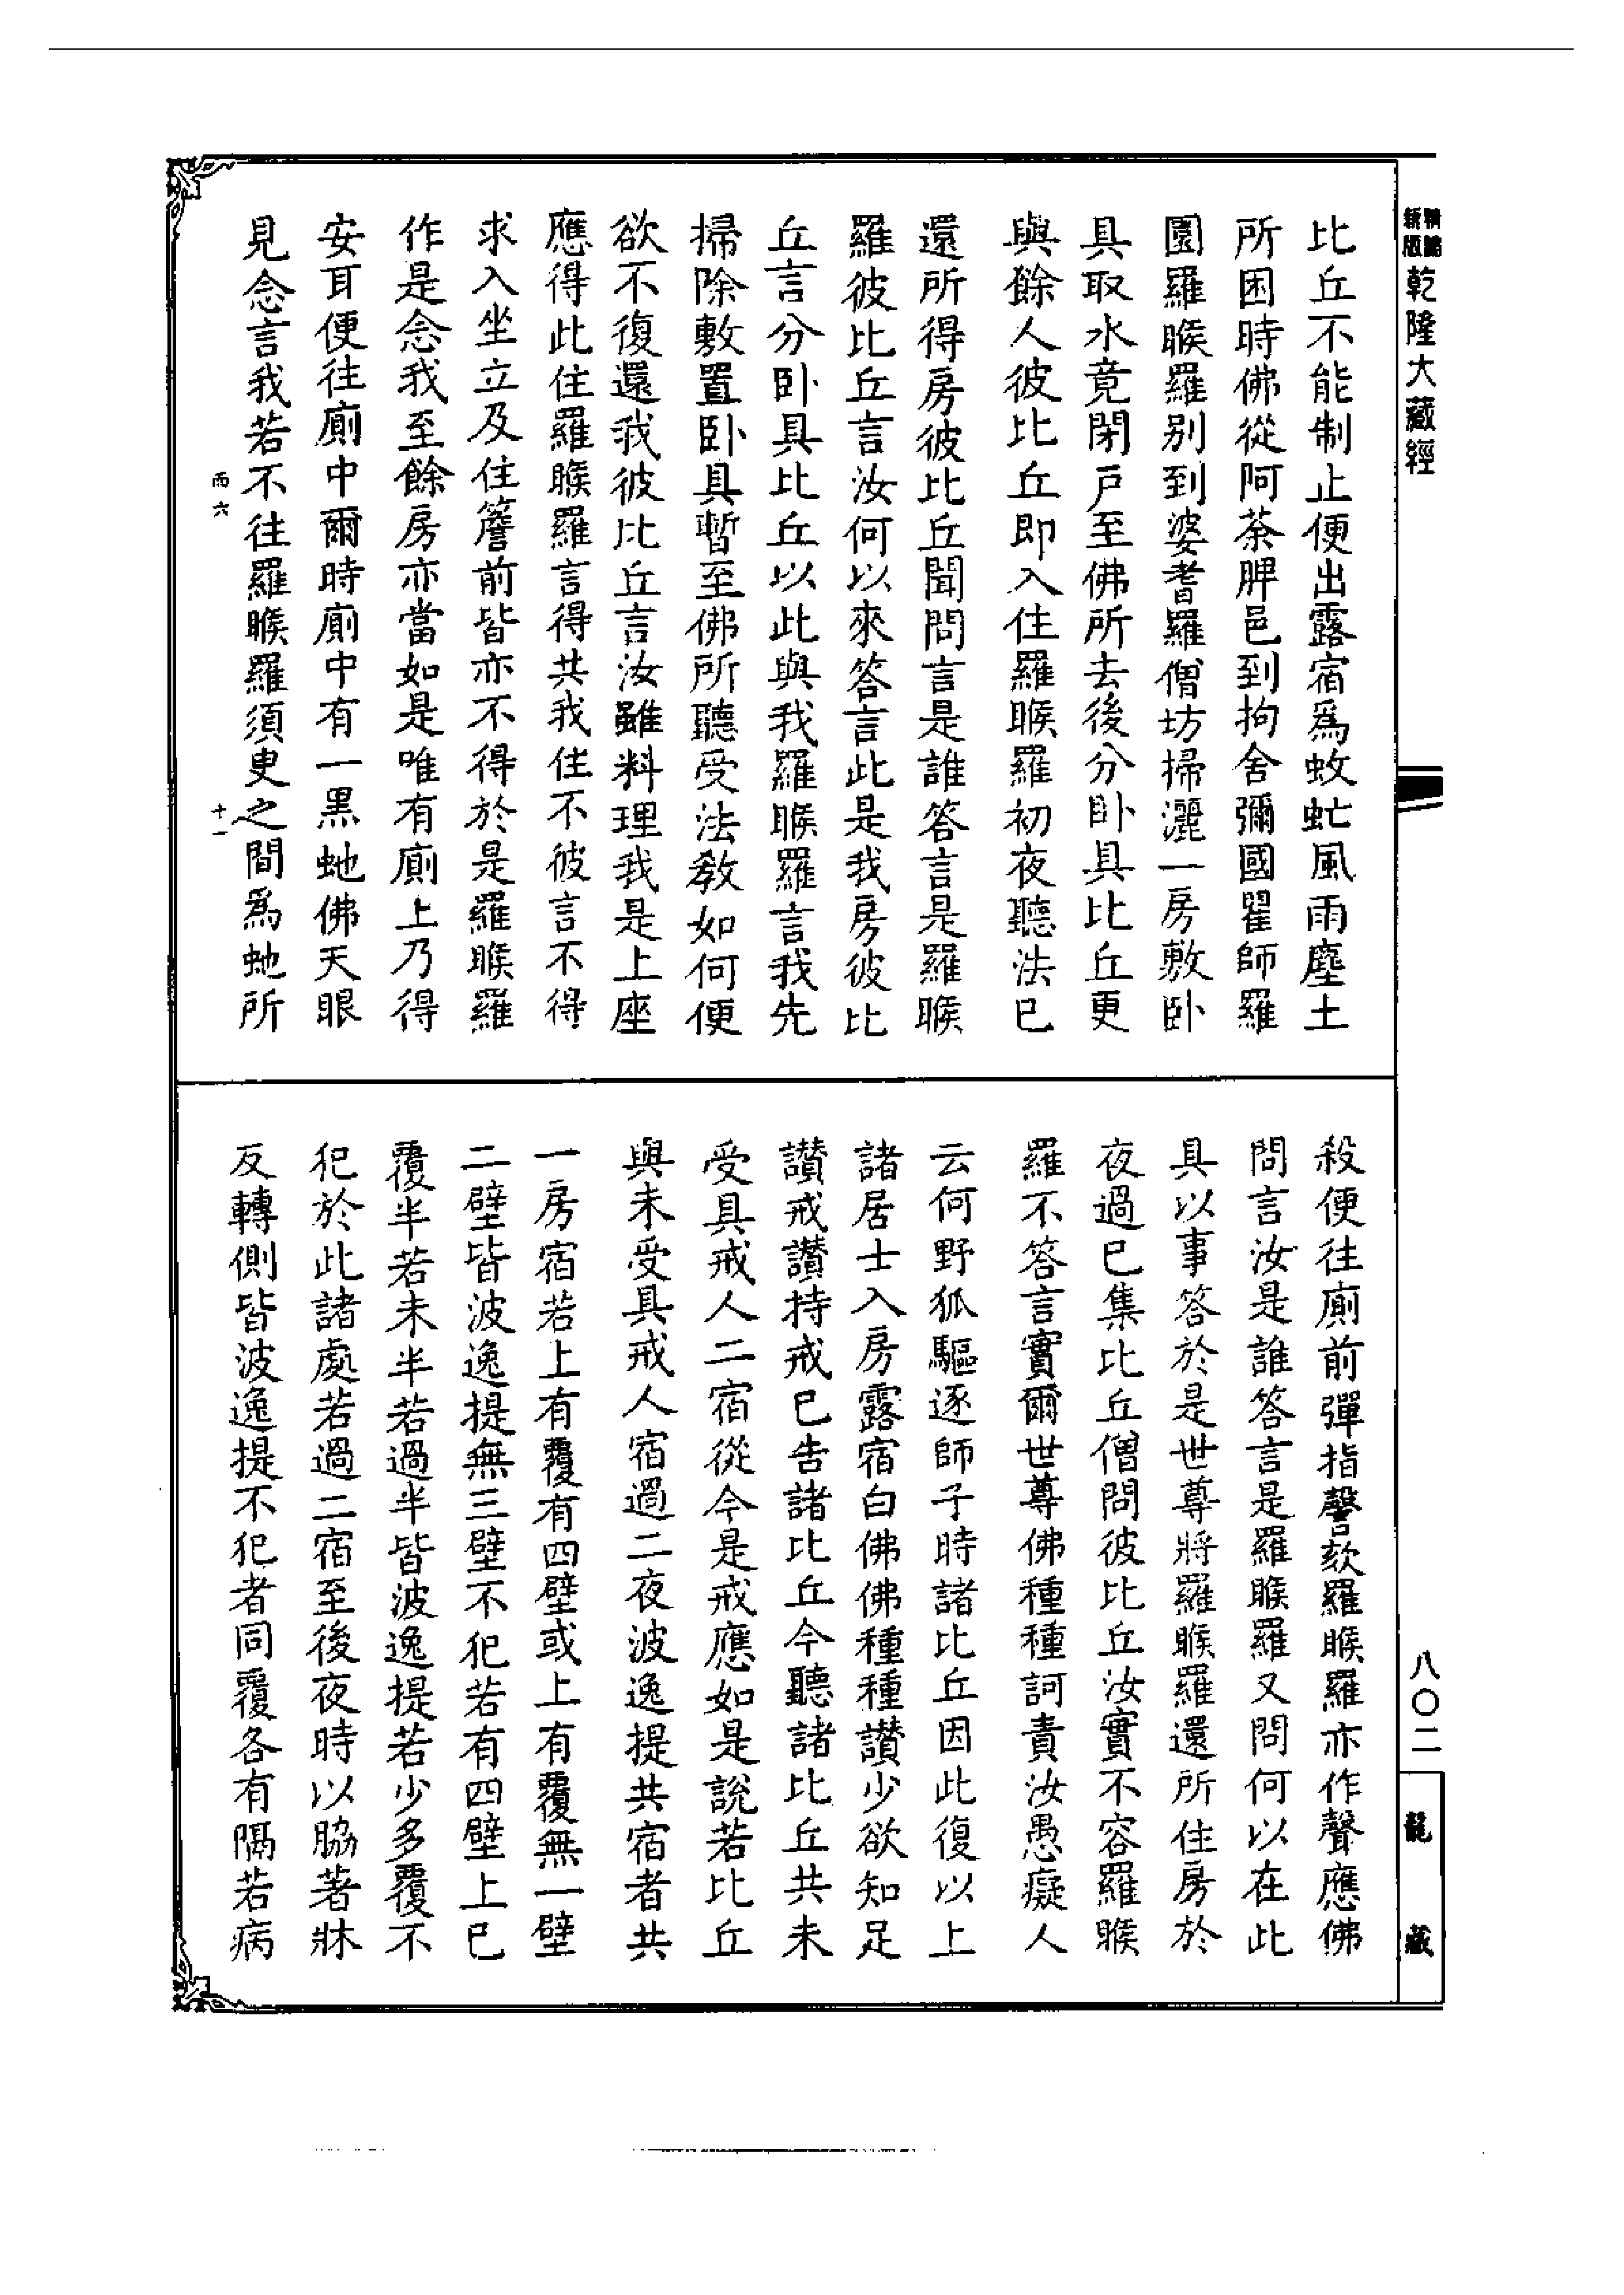 精編
新版
乾隆大藏經
比丘不能制止便出露宿爲蚊虻風雨塵土
所困時佛從阿荼脾邑到拘舍彌國瞿師羅
園羅睺羅別到婆耆羅僧坊掃灑一房敷卧
具取水竟閉戸至佛所去後分卧具比丘更
與餘人彼比丘即入住羅睺羅初夜聽法已
還所得房彼比丘聞問言是誰答言是羅睺
羅彼比丘言汝何以來答言此是我房彼比
丘言分卧具比丘以此與我羅睺羅言我先
掃除敷置卧具暫至佛所聽受法教如何便
欲不復還我彼比丘言汝雖料理我是上座
應得此住羅睺羅言得共我住不彼言不得
求入坐立及住簷前皆亦不得於是羅睺羅
作是念我至餘房亦當如是唯有廁上乃得
安耳便往廁中爾時廁中有一黑虵佛天眼
見念言我若不往羅睺羅須臾之間爲虵所
而六
十一
殺便往廁前彈指謦欬羅睺羅亦作聲應佛
問言汝是誰答言是羅睺羅又問何以在此
具以事答於是世尊將羅睺羅還所住房於
夜過已集比丘僧問彼比丘汝實不容羅睺
羅不答言實爾世尊佛種種訶責汝愚癡人
云何野狐驅逐師子時諸比丘因此復以上
諸居士入房露宿白佛佛種種讃少欲知足
讃戒讃持戒已告諸比丘今聽諸比丘共未
受具戒人二宿從今是戒應如是說若比丘
與未受具戒人宿過二夜波逸提共宿者共
一房宿若上有覆有四壁或上有覆無一壁
二壁皆波逸提無三壁不犯若有四壁上已
覆半若未半若過半皆波逸提若少多覆不
犯於此諸處若過二宿至後夜時以脇著牀
反轉側皆波逸提不犯者同覆各有隔若病
八〇二
龍藏